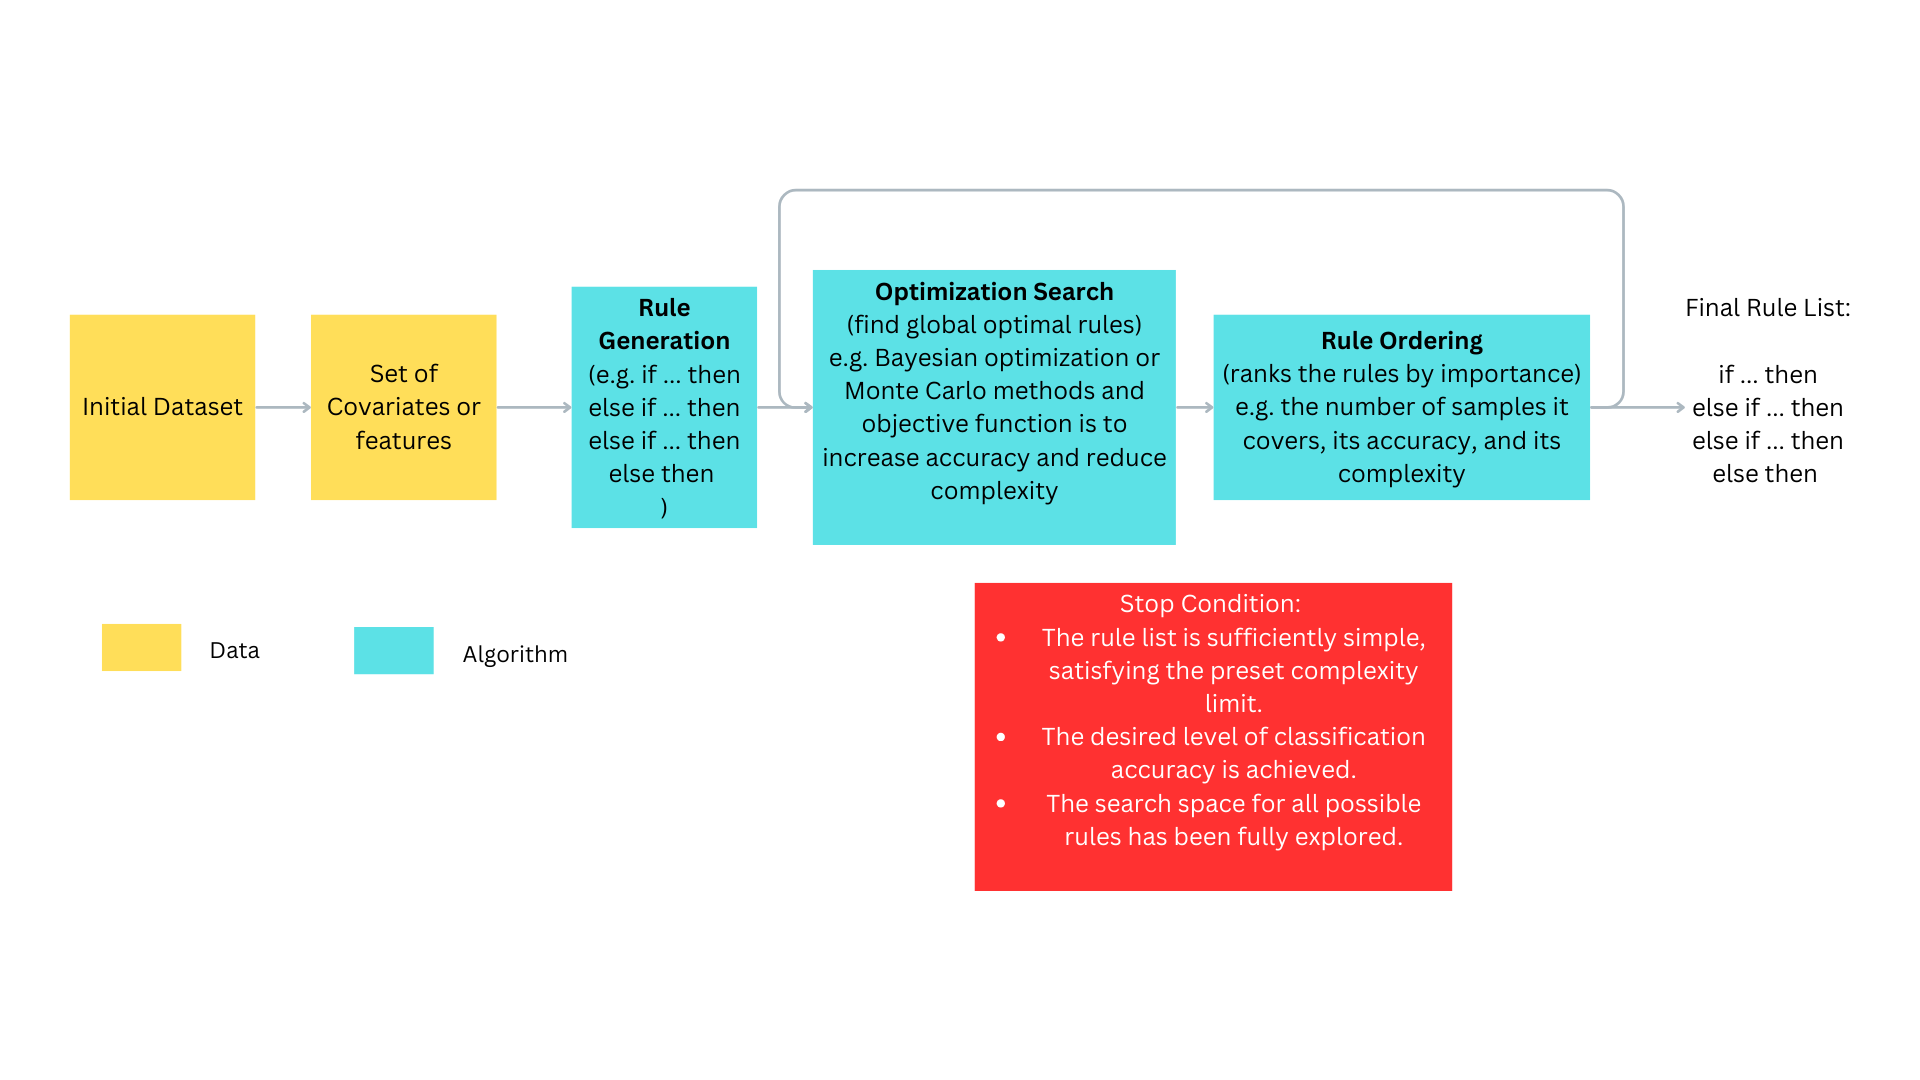 Initial Dataset
Set of
Covariates or
features
Rule
Generation
(e.g. if ... then
else if ... then
else if ... then
else then
)
Optimization Search
(find global optimal rules)
e.g. Bayesian optimization or
Monte Carlo methods and
objective function is to
increase accuracy and reduce
complexity
Rule Ordering
(ranks the rules by importance)
e.g. the number of samples it
covers, its accuracy, and its
complexity
Final Rule List:
if ... then
else if ... then
else if ... then
else then
Data
Algorithm
Stop Condition:
• The rule list is sufficiently simple,
satisfying the preset complexity
limit.
• The desired level of classification
accuracy is achieved.
• The search space for all possible
rules has been fully explored.